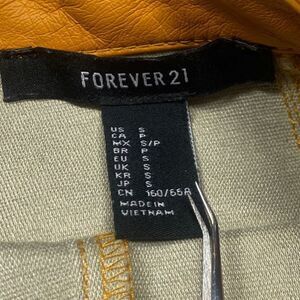 FOREVER 21
US S
CA P
MX S/P
BR P
EU S
UK S
KR S
JP S
CN 160/66A
MADE IN
VIETNAM